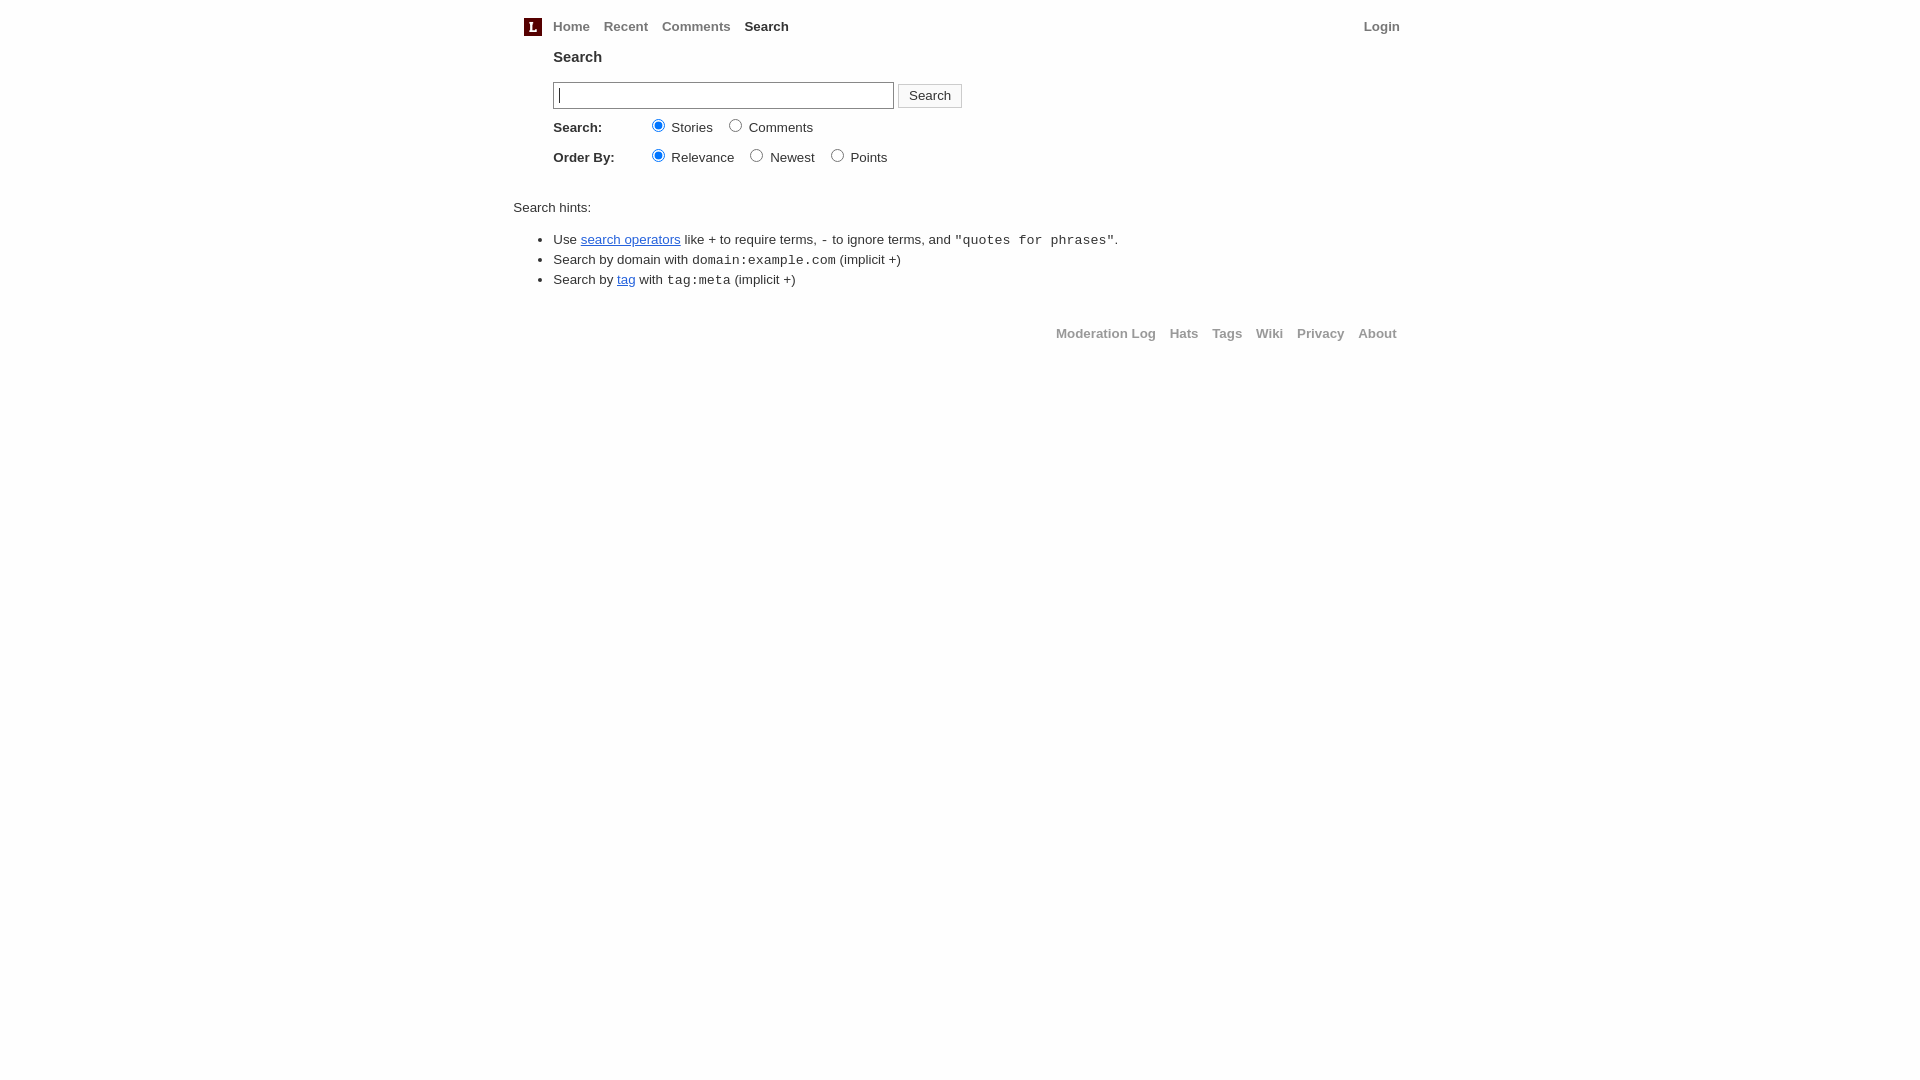 L Home Recent Comments Search Login
Search
Search
Search: Stories Comments
Order By: Relevance Newest Points
Search hints:
• Use search operators like + to require terms, - to ignore terms, and "quotes for phrases".
• Search by domain with domain:example.com (implicit +)
• Search by tag with tag:meta (implicit +)
Moderation Log Hats Tags Wiki Privacy About